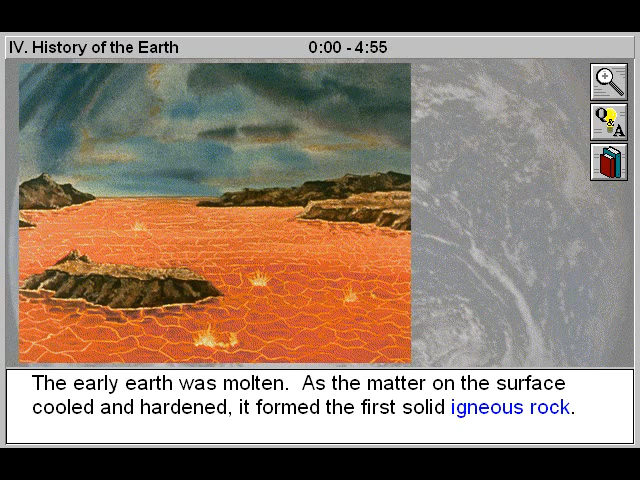 IV. History of the Earth 0:00 - 4:55
Q&A
The early earth was molten. As the matter on the surface
cooled and hardened, it formed the first solid igneous rock.